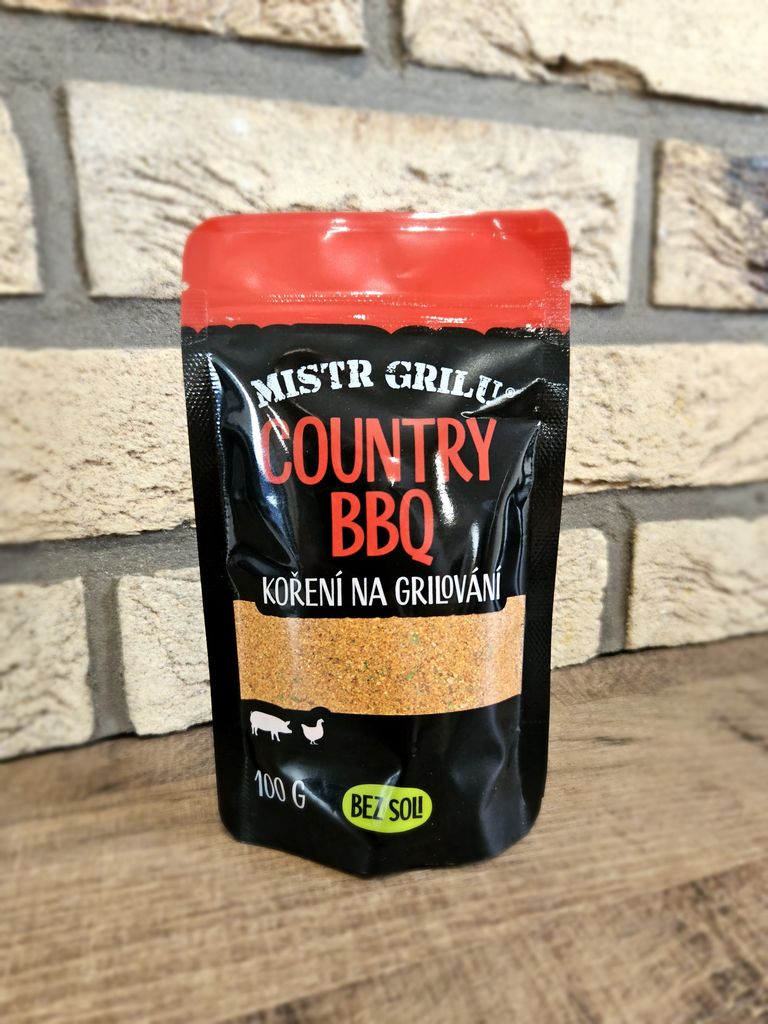 MISTR GRILU®
COUNTRY
BBQ
KOŘENÍ NA GRILOVÁNÍ
100 G
BEZ SOLI